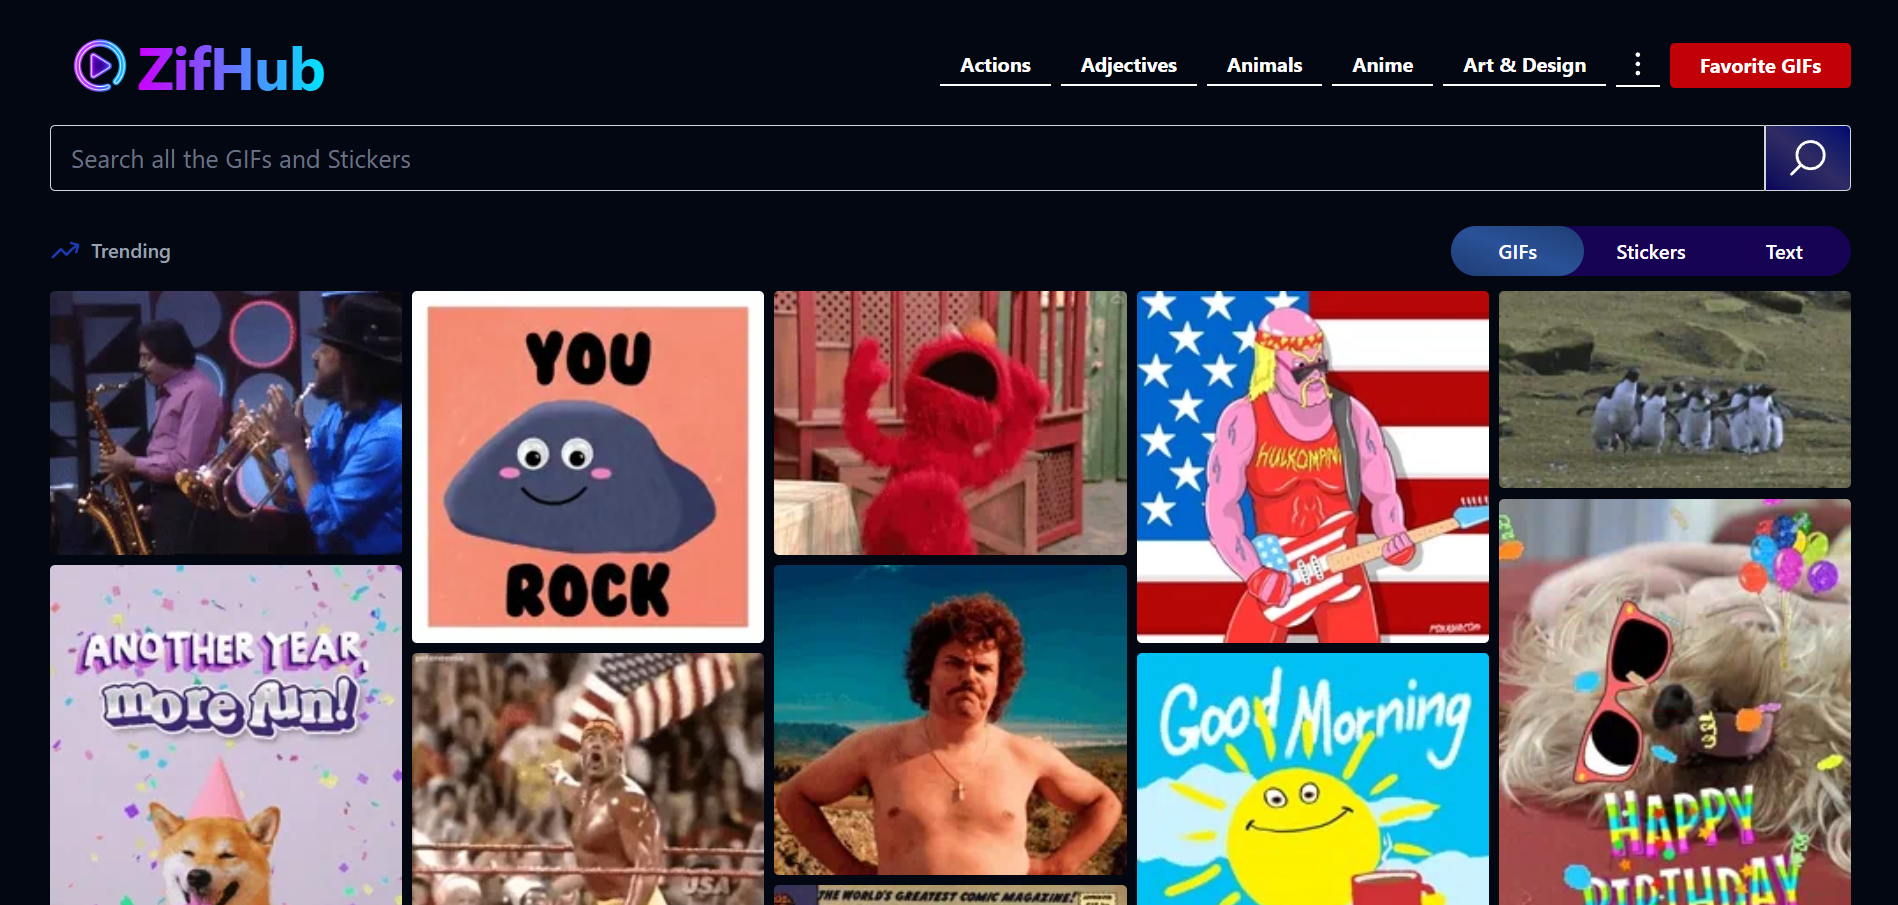 ZifHub
Actions
Adjectives
Animals
Anime
Art & Design
Favorite GIFs
Search all the GIFs and Stickers
Trending
GIFs
Stickers
Text
YOU
ROCK
HULKOMANI
ANOTHER YEAR,
more fun!
USA
THE WORLD'S GREATEST COMIC MAGAZINE!
Good Morning
HAPPY
BIRTHDAY